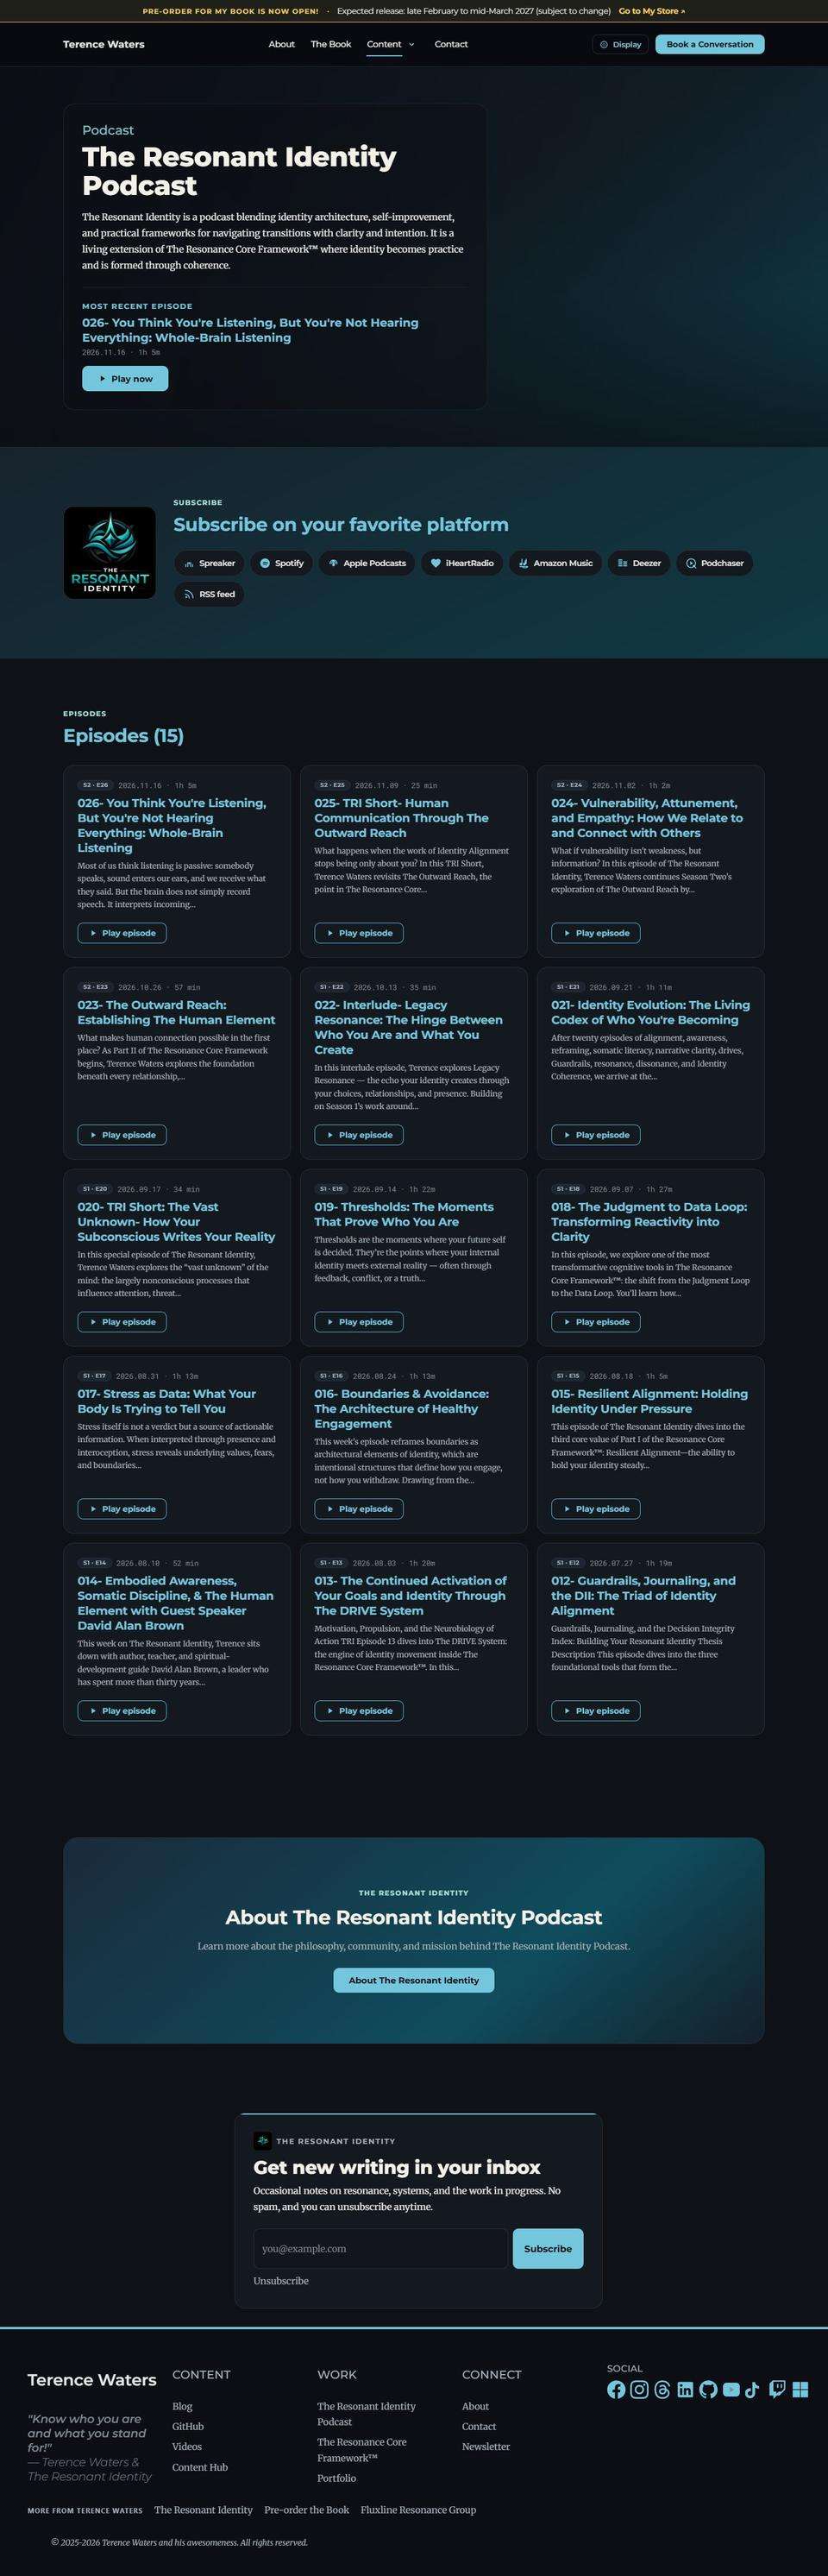 PRE-ORDER FOR MY BOOK IS NOW OPEN! · Expected release: late February to mid-March 2027 (subject to change) Go to My Store
Terence Waters
About The Book Content Contact
Display
Book a Conversation
Podcast
The Resonant Identity
Podcast
The Resonant Identity is a podcast blending identity architecture, self-improvement,
and practical frameworks for navigating transitions with clarity and intention. It is a
living extension of The Resonance Core Framework™ where identity becomes practice
and is formed through coherence.
MOST RECENT EPISODE
026- You Think You're Listening, But You're Not Hearing
Everything: Whole-Brain Listening
2026.11.16 · 1h 5m
Play now
THE
RESONANT
IDENTITY
SUBSCRIBE
Subscribe on your favorite platform
Spreaker Spotify Apple Podcasts iHeartRadio Amazon Music Deezer Podchaser
RSS feed
EPISODES
Episodes (15)
S2 · E26 2026.11.16 · 1h 5m
026- You Think You're Listening,
But You're Not Hearing
Everything: Whole-Brain
Listening
Most of us think listening is passive: somebody
speaks, sound enters our ears, and we receive what
they said. But the brain does not simply record
speech. It interprets incoming...
Play episode
S2 · E25 2026.11.09 · 25 min
025- TRI Short- Human
Communication Through The
Outward Reach
What happens when the work of Identity Alignment
stops being only about you? In this TRI Short,
Terence Waters revisits The Outward Reach, the
point in The Resonance Core...
Play episode
S2 · E24 2026.11.02 · 1h 2m
024- Vulnerability, Attunement,
and Empathy: How We Relate to
and Connect with Others
What if vulnerability isn't weakness, but
information? In this episode of The Resonant
Identity, Terence Waters continues Season Two's
exploration of The Outward Reach by...
Play episode
S2 · E23 2026.10.26 · 57 min
023- The Outward Reach:
Establishing The Human Element
What makes human connection possible in the first
place? As Part II of The Resonance Core Framework
begins, Terence Waters explores the foundation
beneath every relationship,...
Play episode
S1 · E22 2026.10.13 · 35 min
022- Interlude- Legacy
Resonance: The Hinge Between
Who You Are and What You
Create
In this interlude episode, Terence explores Legacy
Resonance — the echo your identity creates through
your choices, relationships, and presence. Building
on Season 1's work around...
Play episode
S1 · E21 2026.09.21 · 1h 11m
021- Identity Evolution: The Living
Codex of Who You're Becoming
After twenty episodes of alignment, awareness,
reframing, somatic literacy, narrative clarity, drives,
Guardrails, resonance, dissonance, and Identity
Coherence, we arrive at the...
Play episode
S1 · E20 2026.09.17 · 34 min
020- TRI Short: The Vast
Unknown- How Your
Subconscious Writes Your Reality
In this special episode of The Resonant Identity,
Terence Waters explores the “vast unknown” of the
mind: the largely nonconscious processes that
influence attention, threat...
Play episode
S1 · E19 2026.09.14 · 1h 22m
019- Thresholds: The Moments
That Prove Who You Are
Thresholds are the moments where your future self
is decided. They're the points where your internal
identity meets external reality — often through
feedback, conflict, or a truth...
Play episode
S1 · E18 2026.09.07 · 1h 27m
018- The Judgment to Data Loop:
Transforming Reactivity into
Clarity
In this episode, we explore one of the most
transformative cognitive tools in The Resonance
Core Framework™: the shift from the Judgment Loop
to the Data Loop. You'll learn how...
Play episode
S1 · E17 2026.08.31 · 1h 13m
017- Stress as Data: What Your
Body Is Trying to Tell You
Stress itself is not a verdict but a source of actionable
information. When interpreted through presence and
interoception, stress reveals underlying values, fears,
and boundaries...
Play episode
S1 · E16 2026.08.24 · 1h 13m
016- Boundaries & Avoidance:
The Architecture of Healthy
Engagement
This week's episode reframes boundaries as
architectural elements of identity, which are
intentional structures that define how you engage,
not how you withdraw. Drawing from the...
Play episode
S1 · E15 2026.08.18 · 1h 5m
015- Resilient Alignment: Holding
Identity Under Pressure
This episode of The Resonant Identity dives into the
third core value of Part I of the Resonance Core
Framework™: Resilient Alignment—the ability to
hold your identity steady...
Play episode
S1 · E14 2026.08.10 · 52 min
014- Embodied Awareness,
Somatic Discipline, & The Human
Element with Guest Speaker
David Alan Brown
This week on The Resonant Identity, Terence sits
down with author, teacher, and spiritual-
development guide David Alan Brown, a leader who
has spent more than thirty years...
Play episode
S1 · E13 2026.08.03 · 1h 20m
013- The Continued Activation of
Your Goals and Identity Through
The DRIVE System
Motivation, Propulsion, and the Neurobiology of
Action TRI Episode 13 dives into The DRIVE System:
the engine of identity movement inside The
Resonance Core Framework™. In this...
Play episode
S1 · E12 2026.07.27 · 1h 19m
012- Guardrails, Journaling, and
the DII: The Triad of Identity
Alignment
Guardrails, Journaling, and the Decision Integrity
Index: Building Your Resonant Identity Thesis
Description This episode dives into the three
foundational tools that form the...
Play episode
THE RESONANT IDENTITY
About The Resonant Identity Podcast
Learn more about the philosophy, community, and mission behind The Resonant Identity Podcast.
About The Resonant Identity
THE RESONANT IDENTITY
Get new writing in your inbox
Occasional notes on resonance, systems, and the work in progress. No
spam, and you can unsubscribe anytime.
you@example.com
Subscribe
Unsubscribe
Terence Waters
"Know who you are
and what you stand
for!"
— Terence Waters &
The Resonant Identity
CONTENT
Blog
GitHub
Videos
Content Hub
WORK
The Resonant Identity
Podcast
The Resonance Core
Framework™
Portfolio
CONNECT
About
Contact
Newsletter
SOCIAL
MORE FROM TERENCE WATERS The Resonant Identity Pre-order the Book Fluxline Resonance Group
© 2025-2026 Terence Waters and his awesomeness. All rights reserved.